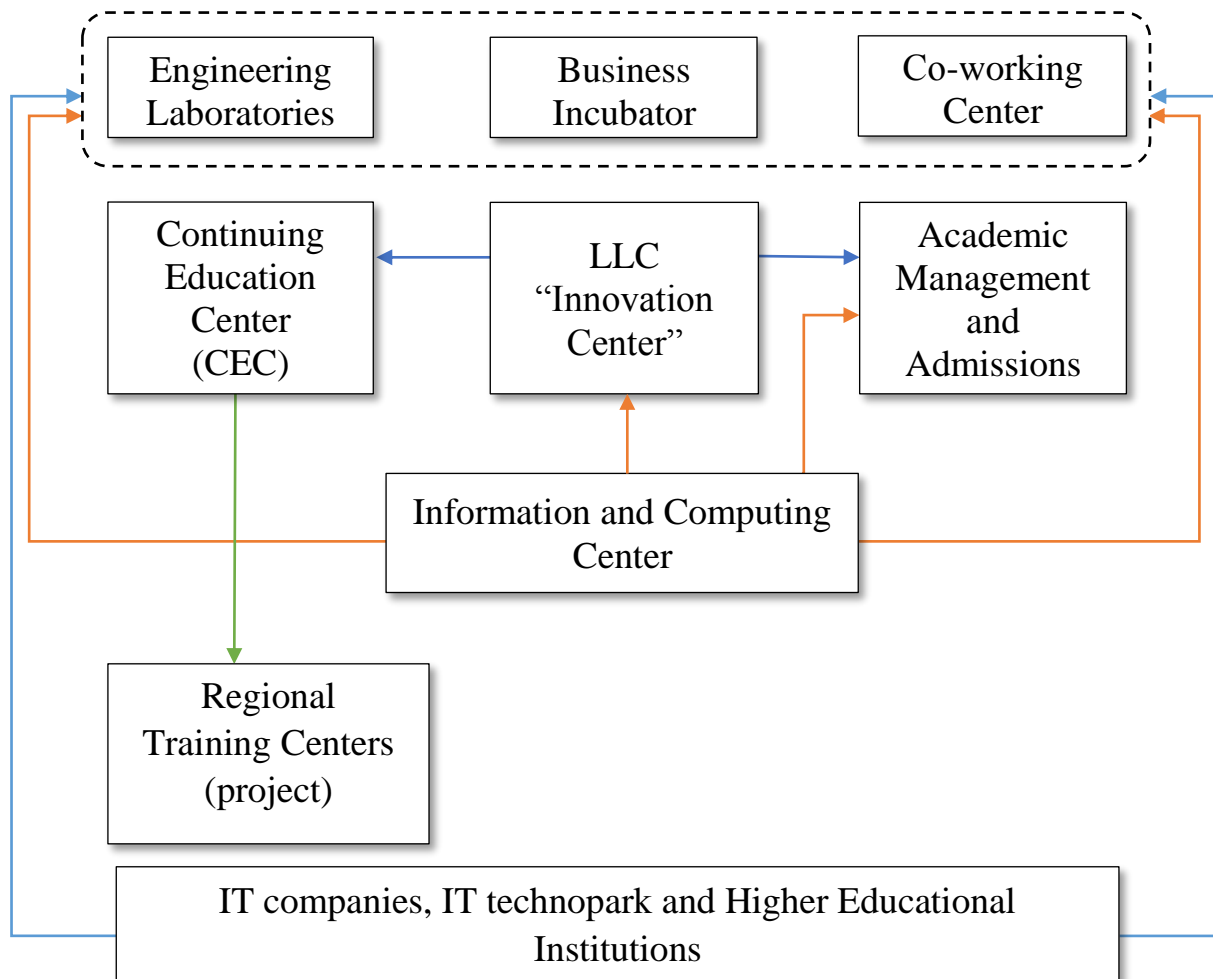 Engineering
Laboratories
Business
Incubator
Co-working
Center
Continuing
Education
Center
(CEC)
LLC
“Innovation
Center”
Academic
Management
and
Admissions
Information and Computing
Center
Regional
Training Centers
(project)
IT companies, IT technopark and Higher Educational
Institutions